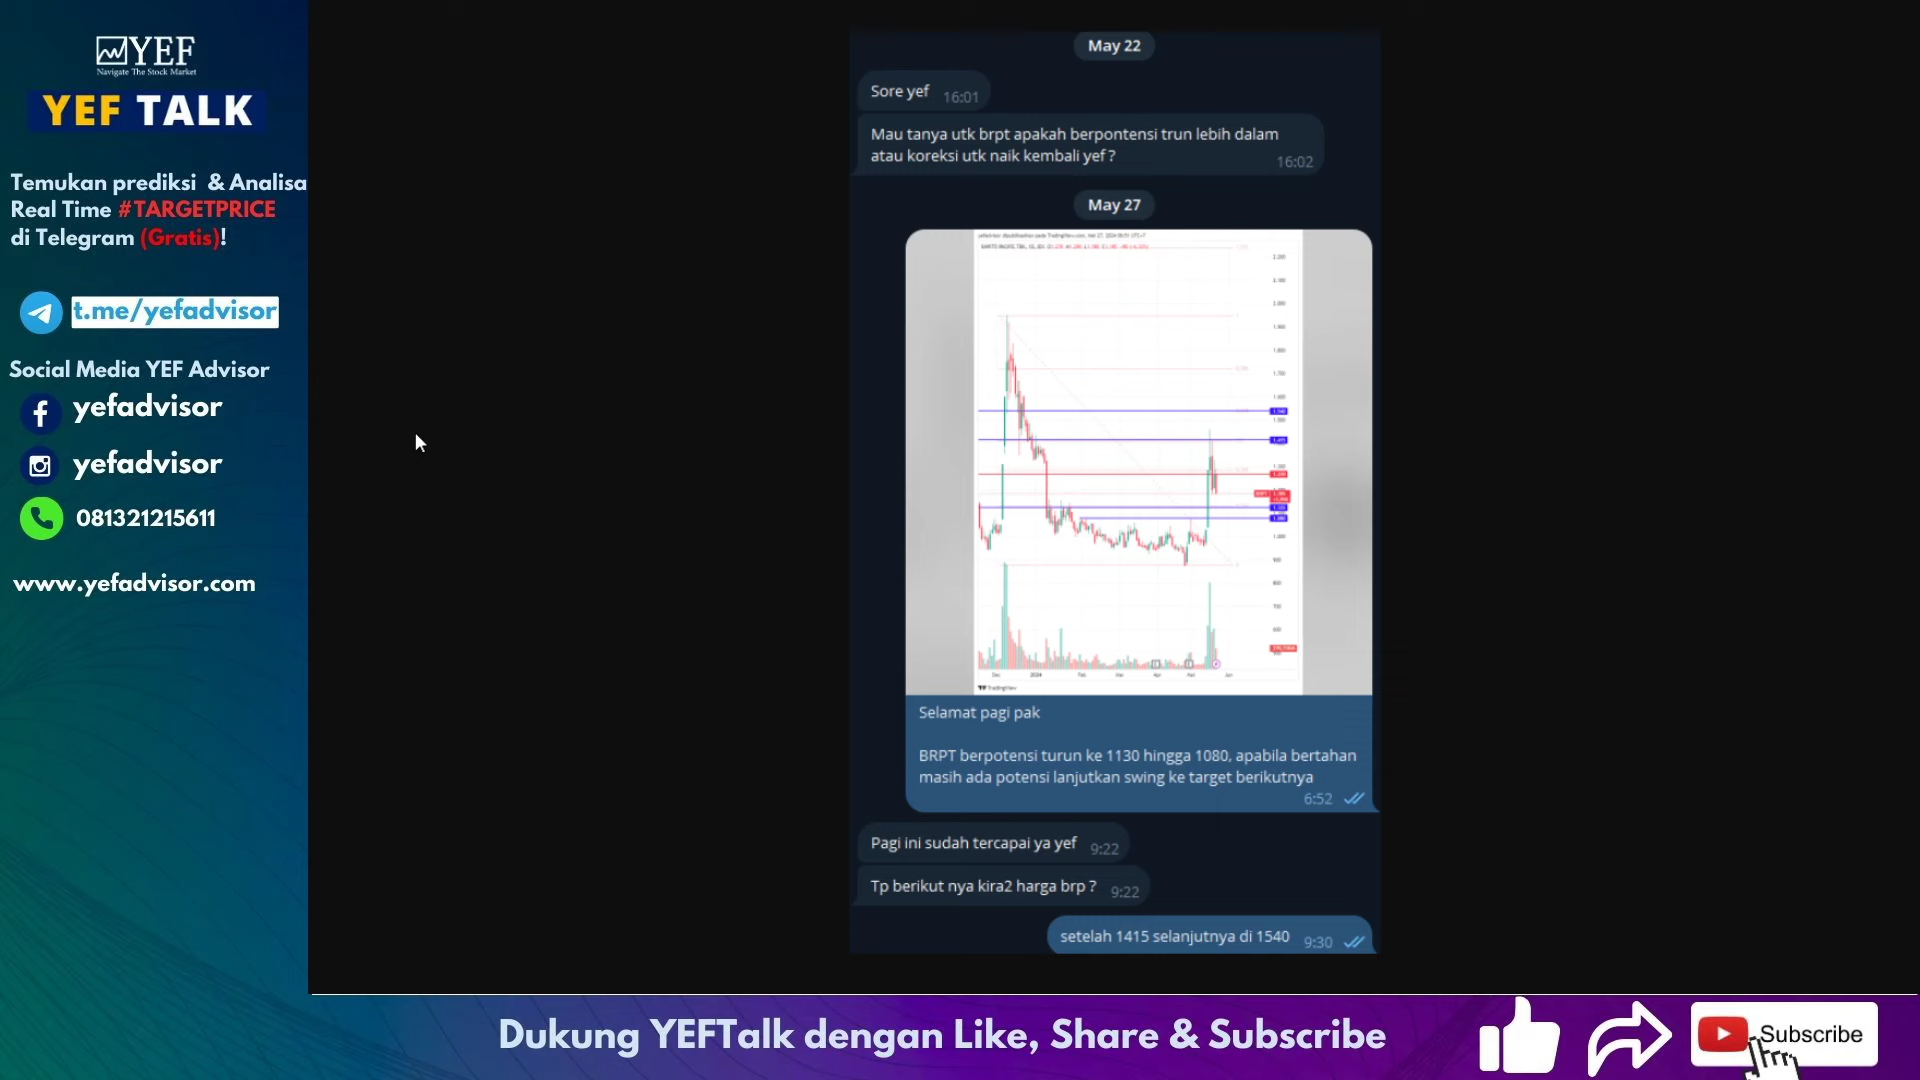 YEF
Navigate The Stock Market
YEF TALK
Temukan prediksi & Analisa
Real Time #TARGETPRICE
di Telegram (Gratis)!
t.me/yefadvisor
Social Media YEF Advisor
yefadvisor
yefadvisor
081321215611
www.yefadvisor.com
May 22
Sore yef 16:01
Mau tanya utk brpt apakah berpontensi trun lebih dalam
atau koreksi utk naik kembali yef ? 16:02
May 27
2024
TradingView
Selamat pagi pak
BRPT berpotensi turun ke 1130 hingga 1080, apabila bertahan
masih ada potensi lanjutkan swing ke target berikutnya
6:52
Pagi ini sudah tercapai ya yef 9:22
Tp berikut nya kira2 harga brp ? 9:22
setelah 1415 selanjutnya di 1540 9:30
Dukung YEFTalk dengan Like, Share & Subscribe
Subscribe